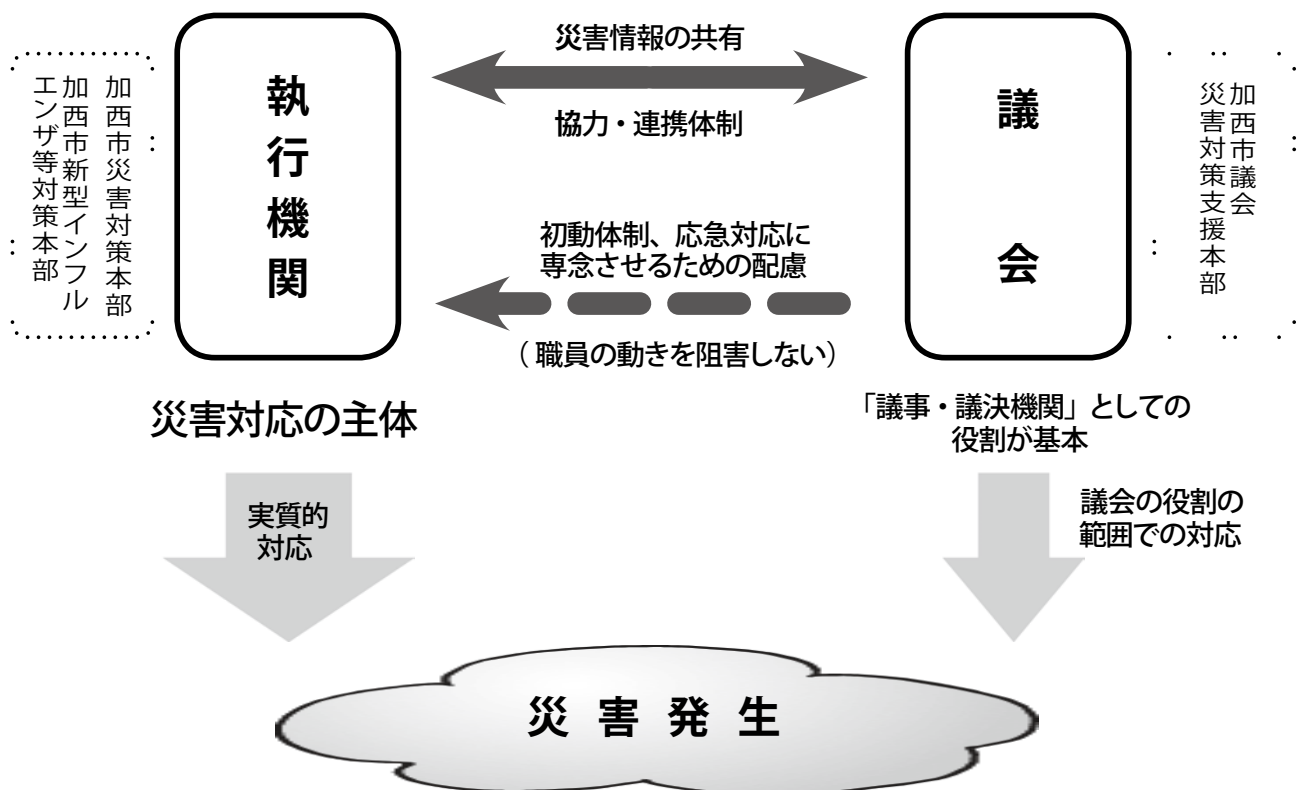 加西市災害対策本部
加西市新型インフル
エンザ等対策本部
執行機関
災害情報の共有
協力・連携体制
初動体制、応急対応に
専念させるための配慮
（職員の動きを阻害しない）
議会
加西市議会
災害対策支援本部
災害対応の主体
「議事・議決機関」としての
役割が基本
実質的
対応
議会の役割の
範囲での対応
災害発生